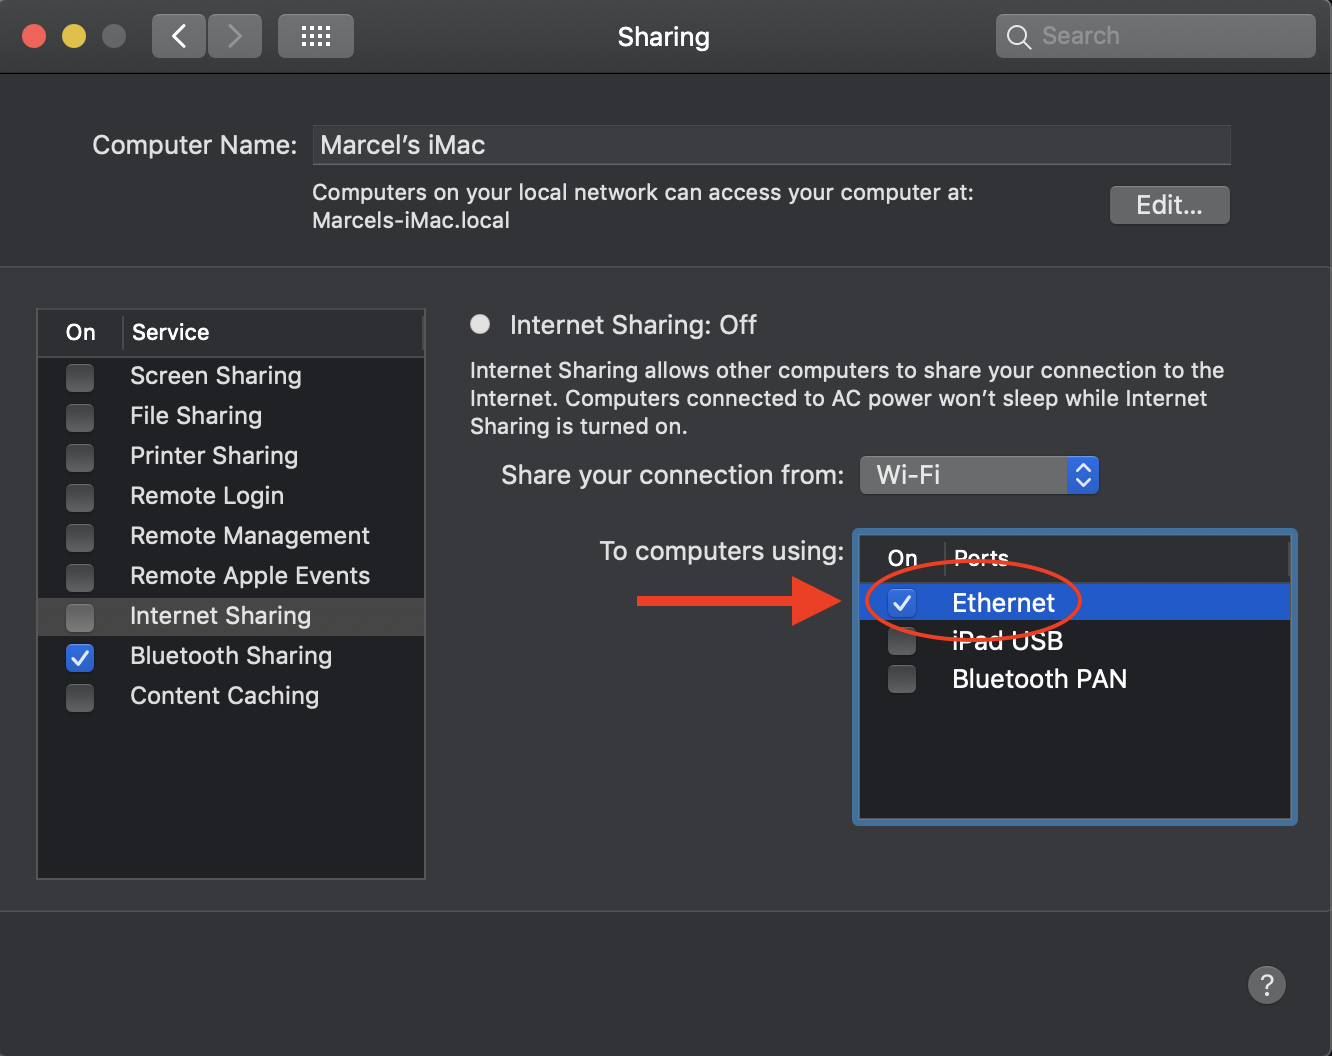 Sharing
Search
Computer Name: Marcel’s iMac
Computers on your local network can access your computer at:
Marcels-iMac.local
Edit...
On Service
Screen Sharing
File Sharing
Printer Sharing
Remote Login
Remote Management
Remote Apple Events
Internet Sharing
Bluetooth Sharing
Content Caching
Internet Sharing: Off
Internet Sharing allows other computers to share your connection to the
Internet. Computers connected to AC power won’t sleep while Internet
Sharing is turned on.
Share your connection from: Wi-Fi
To computers using:
On Ports
Ethernet
iPad USB
Bluetooth PAN
?